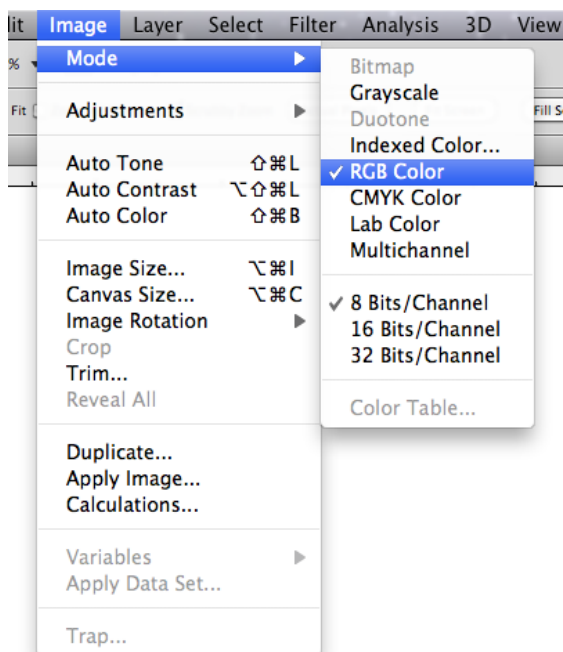 lit Image Layer Select Filter Analysis 3D View
%
Fit
Fill S
Mode
Adjustments
Auto Tone ⇧⌘L
Auto Contrast ⌥⇧⌘L
Auto Color ⇧⌘B
Image Size... ⌥⌘I
Canvas Size... ⌥⌘C
Image Rotation
Crop
Trim...
Reveal All
Duplicate...
Apply Image...
Calculations...
Variables
Apply Data Set...
Trap...
Bitmap
Grayscale
Duotone
Indexed Color...
✓ RGB Color
CMYK Color
Lab Color
Multichannel
✓ 8 Bits/Channel
16 Bits/Channel
32 Bits/Channel
Color Table...